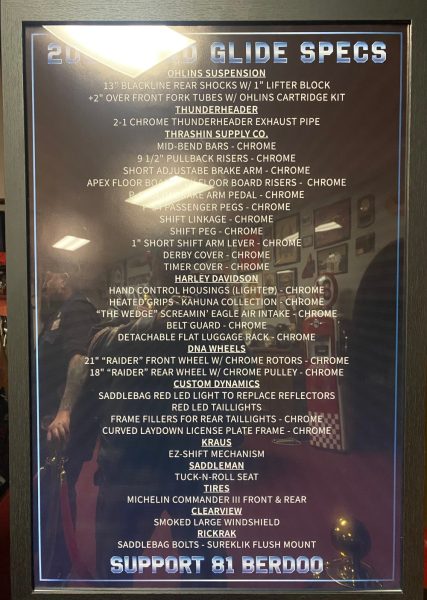 GLIDE SPECS
OHLINS SUSPENSION
13" BLACKLINE REAR SHOCKS W/ 1" LIFTER BLOCK
+2" OVER FRONT FORK TUBES W/ OHLINS CARTRIDGE KIT
THUNDERHEADER
2-1 CHROME THUNDERHEADER EXHAUST PIPE
THRASHIN SUPPLY CO.
MID-BEND BARS - CHROME
9 1/2" PULLBACK RISERS - CHROME
SHORT ADJUSTABE BRAKE ARM - CHROME
APEX FLOOR FLOOR BOARD RISERS - CHROME
ARM PEDAL - CHROME
PASSENGER PEGS - CHROME
SHIFT LINKAGE - CHROME
SHIFT PEG - CHROME
1" SHORT SHIFT ARM LEVER - CHROME
DERBY COVER - CHROME
TIMER COVER - CHROME
HARLEY DAVIDSON
HAND CONTROL HOUSINGS (LIGHTED) - CHROME
HEATED GRIPS - KAHUNA COLLECTION - CHROME
"THE WEDGE" SCREAMIN' EAGLE AIR INTAKE - CHROME
BELT GUARD - CHROME
DETACHABLE FLAT LUGGAGE RACK - CHROME
DNA WHEELS
21" "RAIDER" FRONT WHEEL W/ CHROME ROTORS - CHROME
18" "RAIDER" REAR WHEEL W/ CHROME PULLEY - CHROME
CUSTOM DYNAMICS
SADDLEBAG RED LED LIGHT TO REPLACE REFLECTORS
RED LED TAILLIGHTS
FRAME FILLERS FOR REAR TAILLIGHTS - CHROME
CURVED LAYDOWN LICENSE PLATE FRAME - CHROME
KRAUS
EZ-SHIFT MECHANISM
SADDLEMAN
TUCK-N-ROLL SEAT
TIRES
MICHELIN COMMANDER III FRONT & REAR
CLEARVIEW
SMOKED LARGE WINDSHIELD
RICKRAK
SADDLEBAG BOLTS - SUREKLIK FLUSH MOUNT
SUPPORT 81 BERDOO